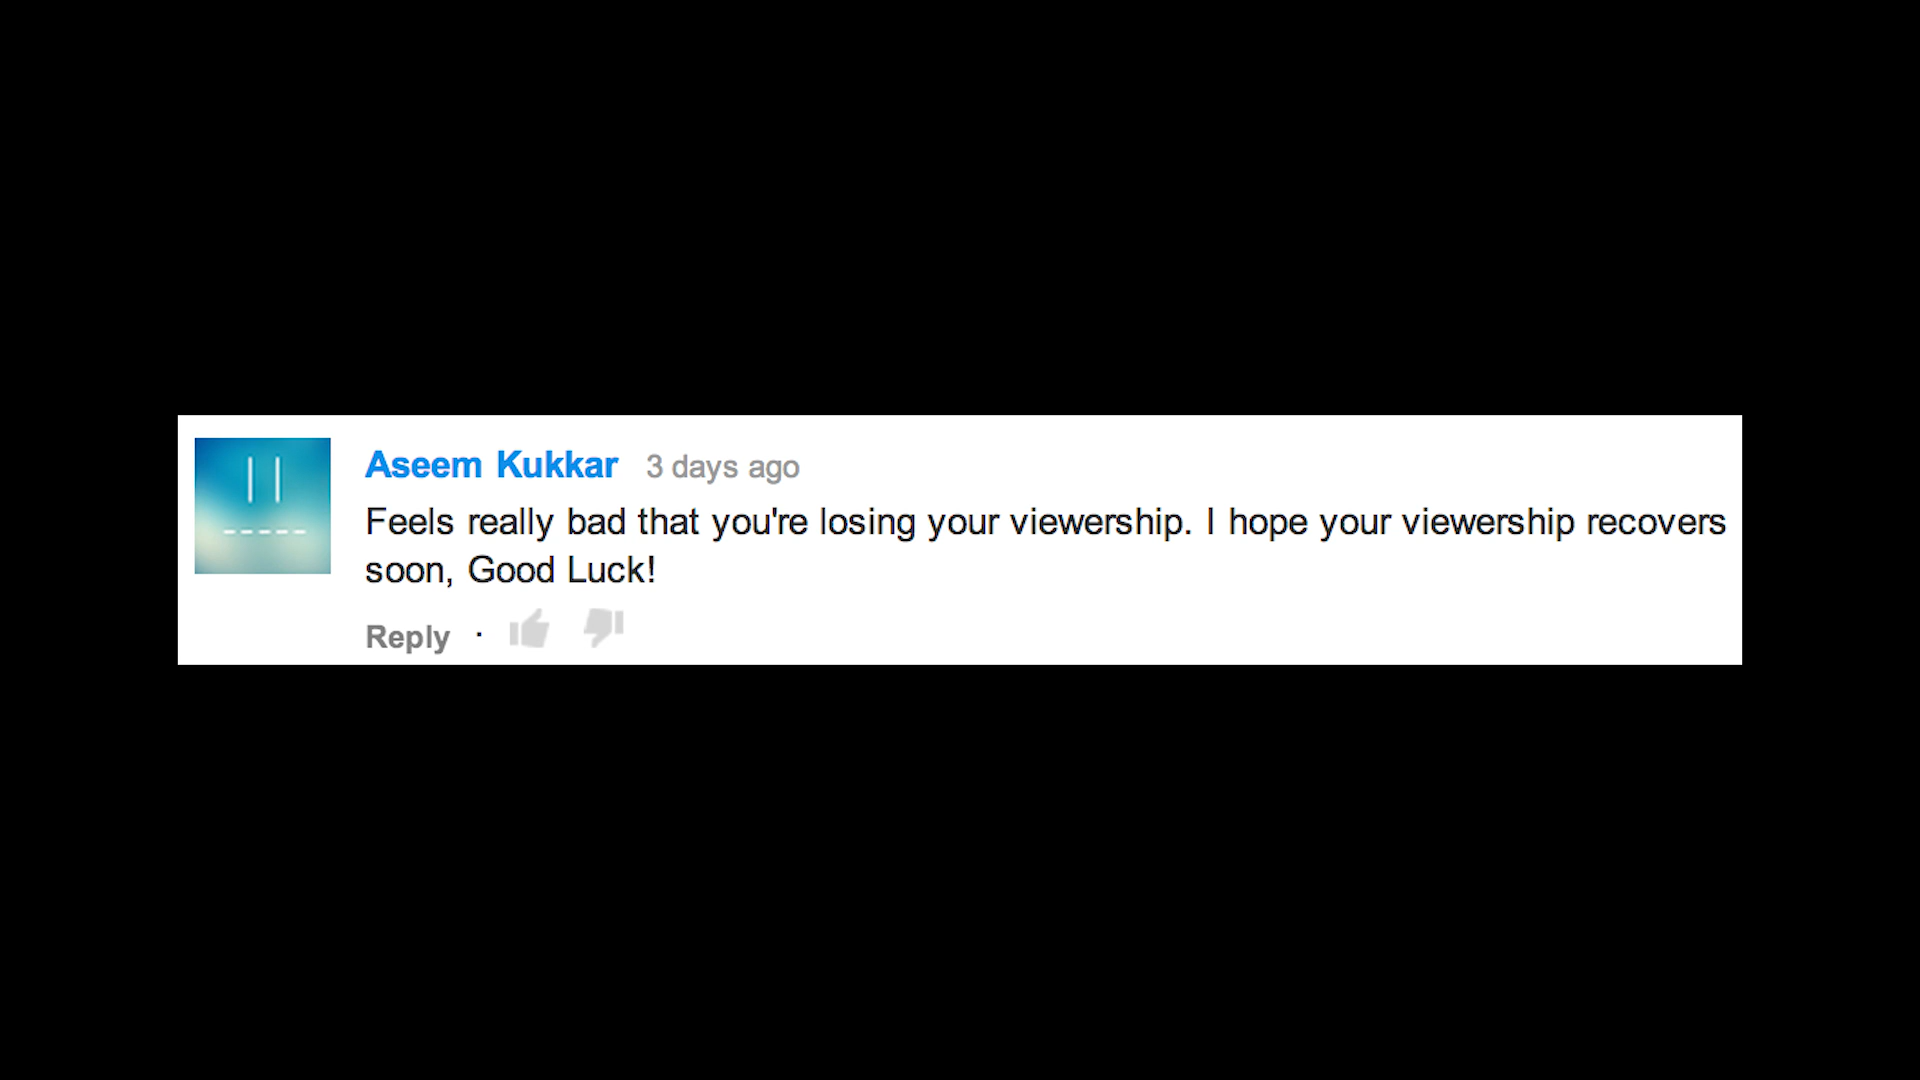 Aseem Kukkar 3 days ago
Feels really bad that you're losing your viewership. I hope your viewership recovers
soon, Good Luck!
Reply ·